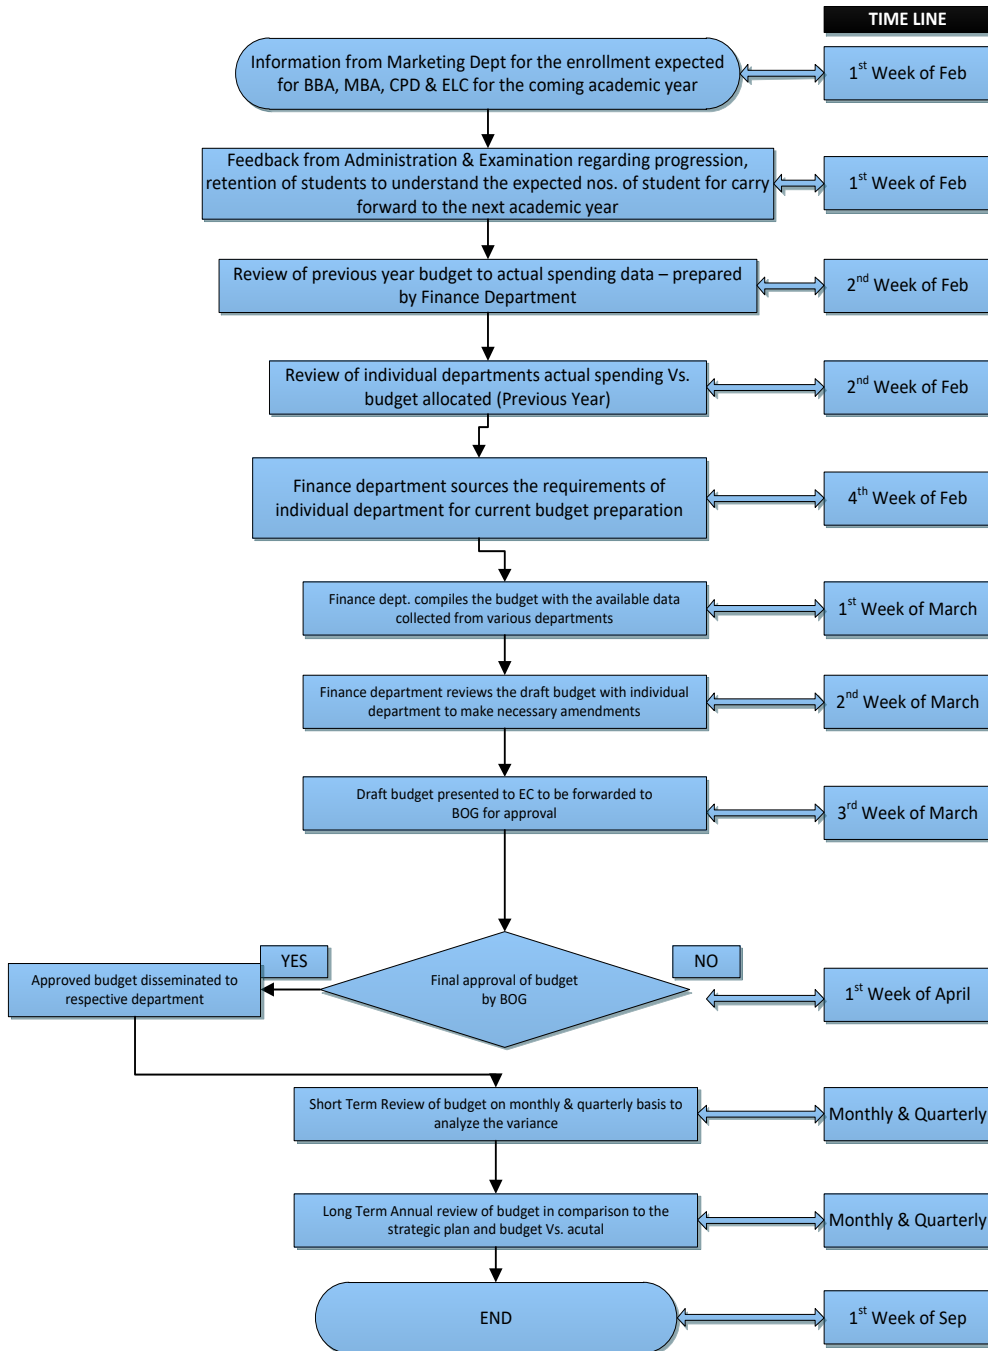 TIME LINE
Information from Marketing Dept for the enrollment expected
for BBA, MBA, CPD & ELC for the coming academic year
1st Week of Feb
Feedback from Administration & Examination regarding progression,
retention of students to understand the expected nos. of student for carry
forward to the next academic year
1st Week of Feb
Review of previous year budget to actual spending data – prepared
by Finance Department
2nd Week of Feb
Review of individual departments actual spending Vs.
budget allocated (Previous Year)
2nd Week of Feb
Finance department sources the requirements of
individual department for current budget preparation
4th Week of Feb
Finance dept. compiles the budget with the available data
collected from various departments
1st Week of March
Finance department reviews the draft budget with individual
department to make necessary amendments
2nd Week of March
Draft budget presented to EC to be forwarded to
BOG for approval
3rd Week of March
YES
NO
Approved budget disseminated to
respective department
Final approval of budget
by BOG
1st Week of April
Short Term Review of budget on monthly & quarterly basis to
analyze the variance
Monthly & Quarterly
Long Term Annual review of budget in comparison to the
strategic plan and budget Vs. acutal
Monthly & Quarterly
END
1st Week of Sep